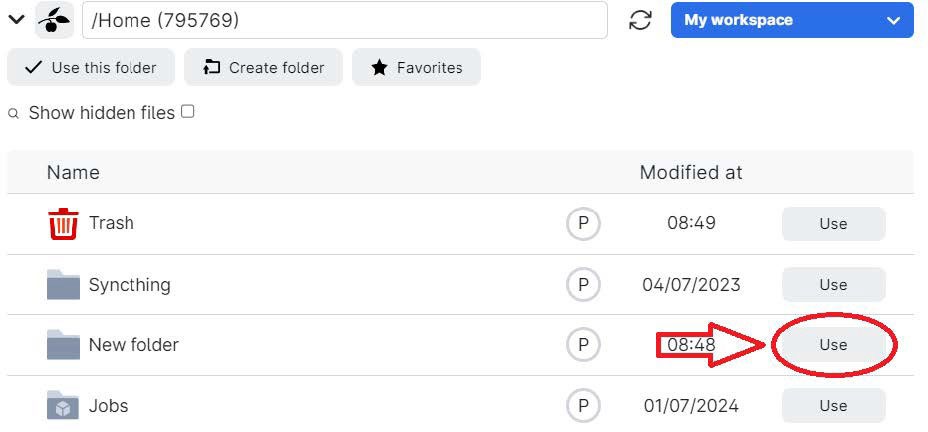 /Home (795769) My workspace
Use this folder Create folder Favorites
Show hidden files
Name Modified at
Trash P 08:49 Use
Syncthing P 04/07/2023 Use
New folder P 08:48 Use
Jobs P 01/07/2024 Use